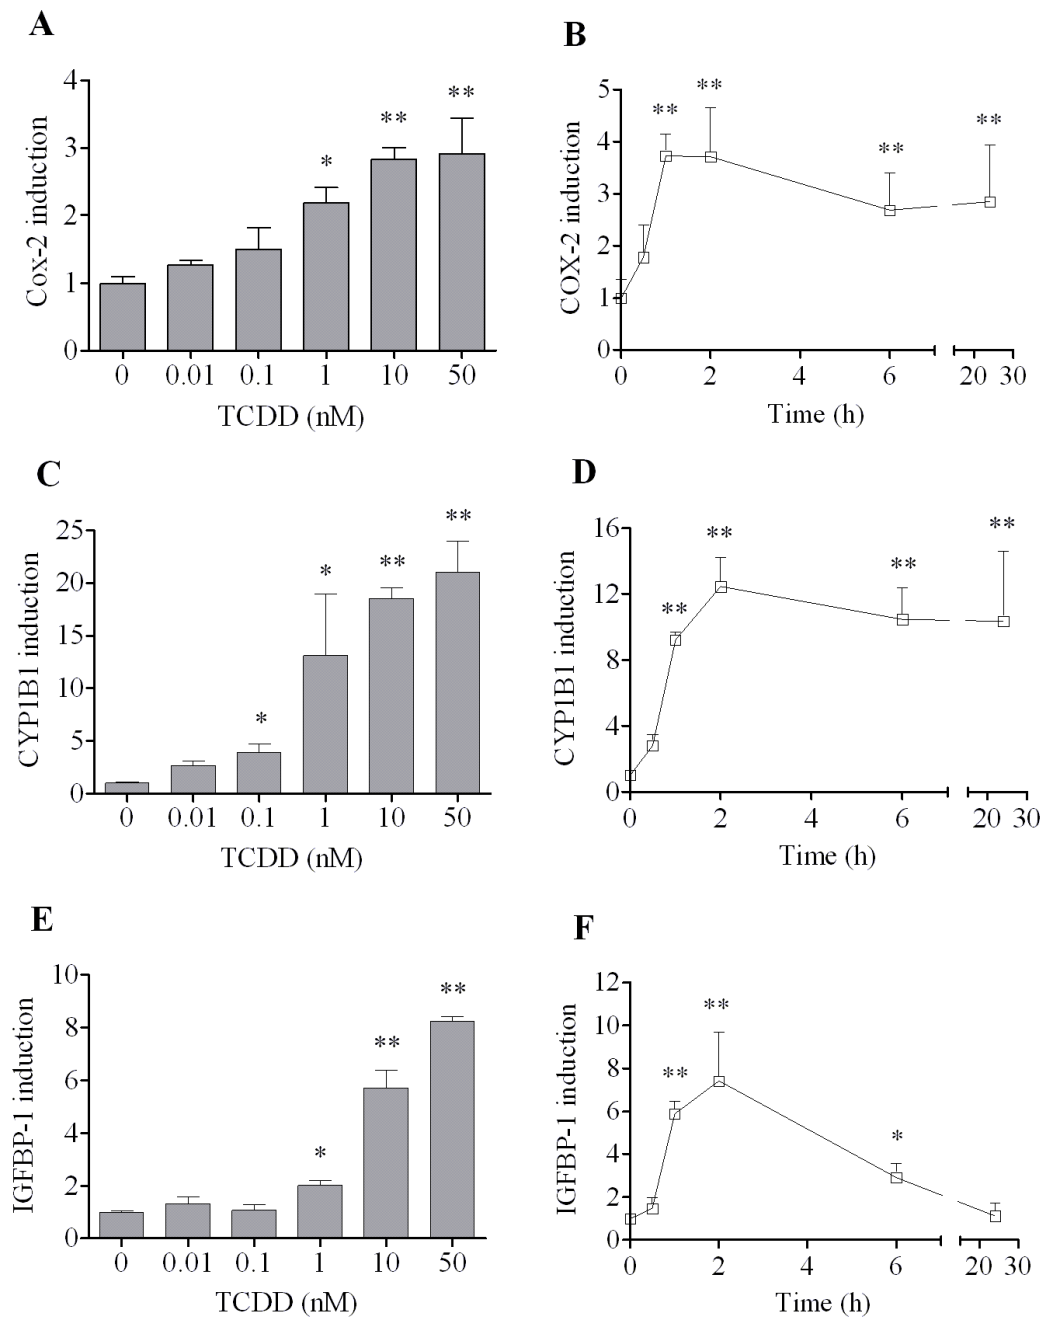 A
Cox-2 induction
4
3
2
1
0
** 
**
*
0 0.01 0.1 1 10 50
TCDD (nM)
B
COX-2 induction
5
4
3
2
1
0
**
**
**
**
0 2 4 6 20 30
Time (h)
C
CYP1B1 induction
25
20
15
10
5
0
**
**
*
*
0 0.01 0.1 1 10 50
TCDD (nM)
D
CYP1B1 induction
16
12
8
4
0
**
**
**
**
0 2 4 6 20 30
Time (h)
E
IGFBP-1 induction
10
8
6
4
2
0
**
**
*
0 0.01 0.1 1 10 50
TCDD (nM)
F
IGFBP-1 induction
12
10
8
6
4
2
0
**
**
*
0 2 4 6 20 30
Time (h)